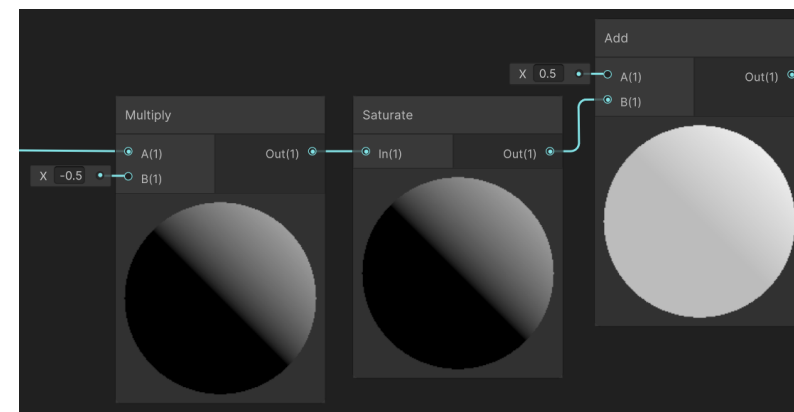 Multiply
A(1)
Out(1)
X -0.5
B(1)
Saturate
In(1)
Out(1)
Add
X 0.5
A(1)
Out(1)
B(1)